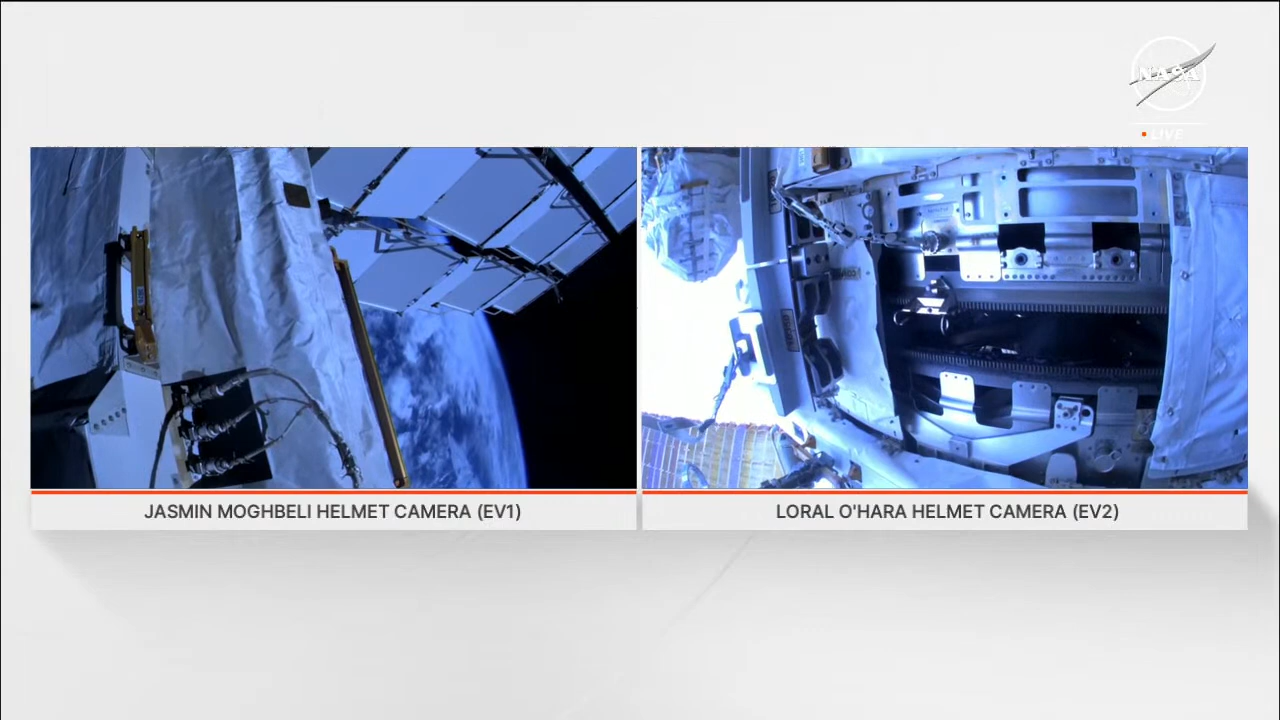 NASA
LIVE
JASMIN MOGHBELI HELMET CAMERA (EV1)
LORAL O'HARA HELMET CAMERA (EV2)